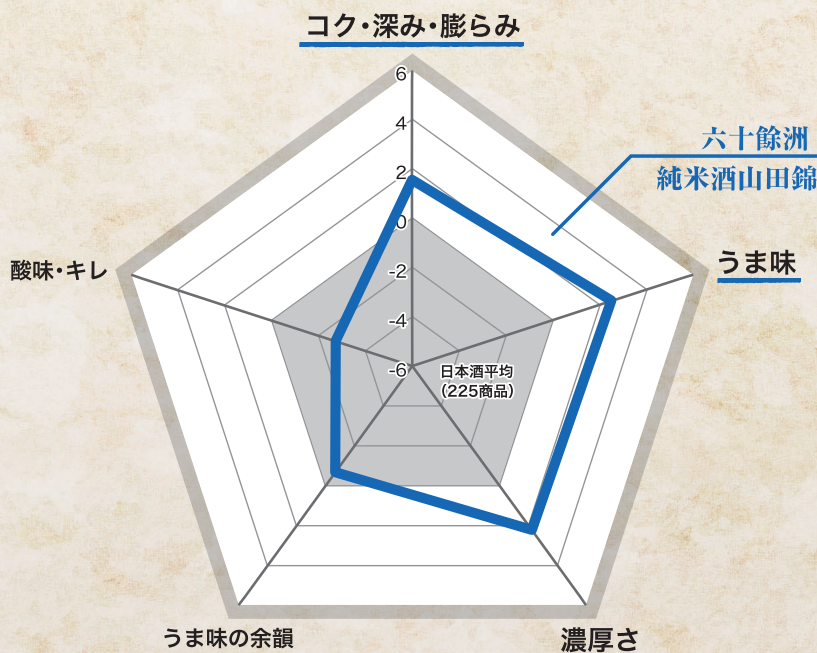 コク・深み・膨らみ
6
4
2
0
-2
-4
-6
六十餘洲
純米酒山田錦
うま味
酸味・キレ
日本酒平均
（225商品）
うま味の余韻
濃厚さ